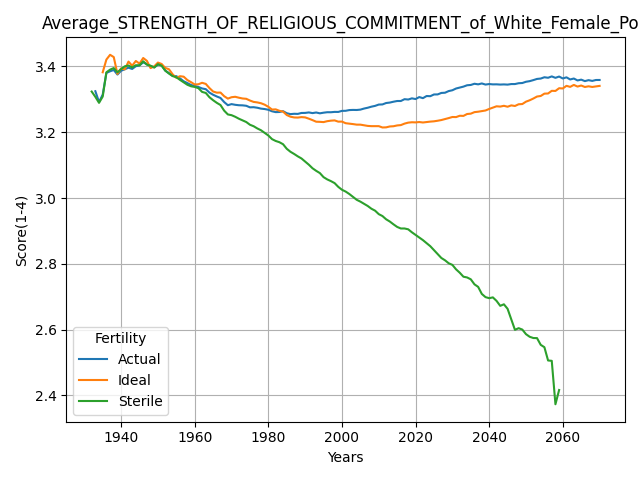 Average_STRENGTH_OF_RELIGIOUS_COMMITMENT_of_White_Female_Po
Score(1-4)
3.4
3.2
3.0
2.8
2.6
2.4
Fertility
Actual
Ideal
Sterile
1940 1960 1980 2000 2020 2040 2060
Years